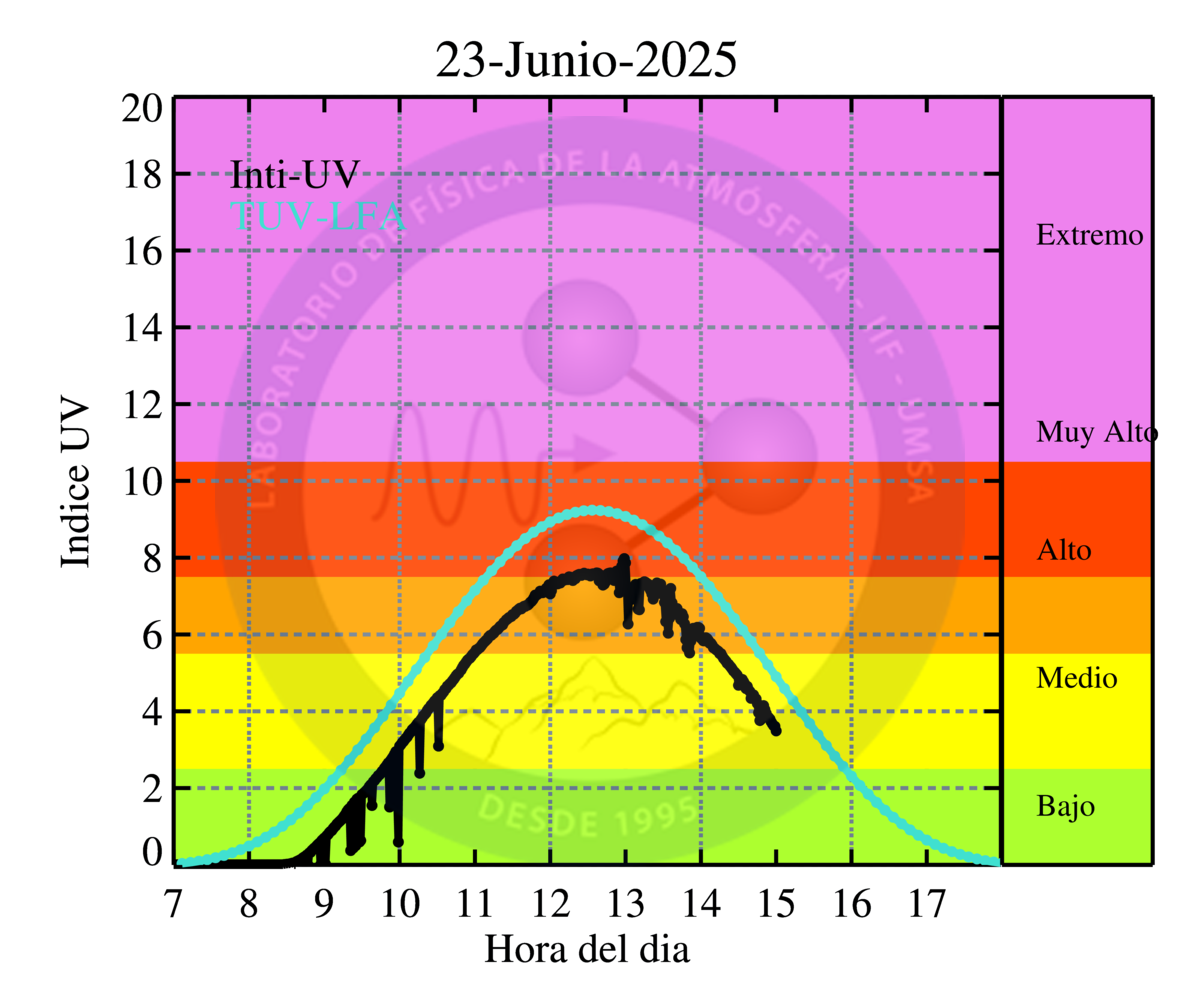 23-Junio-2025
20
18
16
14
12
10
8
6
4
2
0
Indice UV
Inti-UV
TUV-LFA
LABORATORIO DE FÍSICA DE LA ATMÓSFERA - IIF - UMSA
DESDE 1995
Extremo
Muy Alto
Alto
Medio
Bajo
7 8 9 10 11 12 13 14 15 16 17
Hora del dia